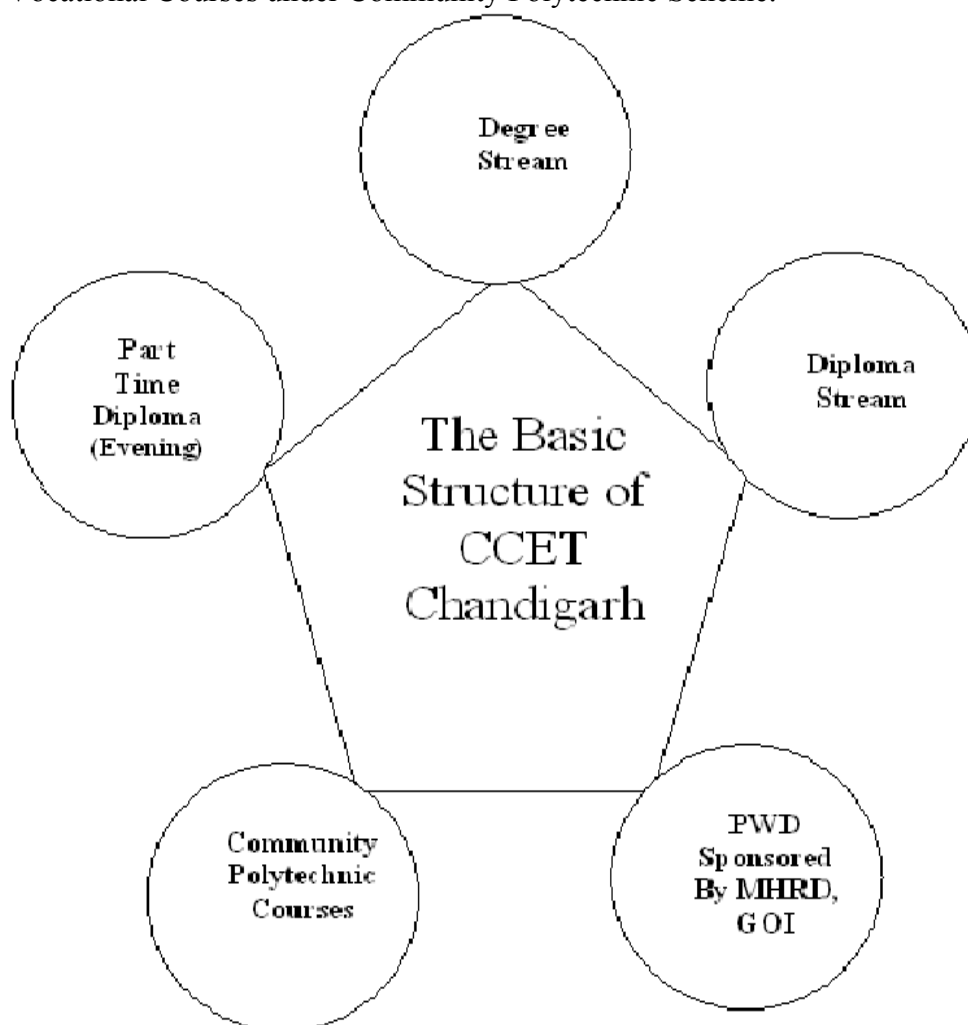 Vocational Courses under Community Polytechnic Scheme.
Degree
Stream
Part
Time
Diploma
(Evening)
Diploma
Stream
The Basic
Structure of
CCET
Chandigarh
Community
Polytechnic
Courses
PWD
Sponsored
By MHRD,
GOI